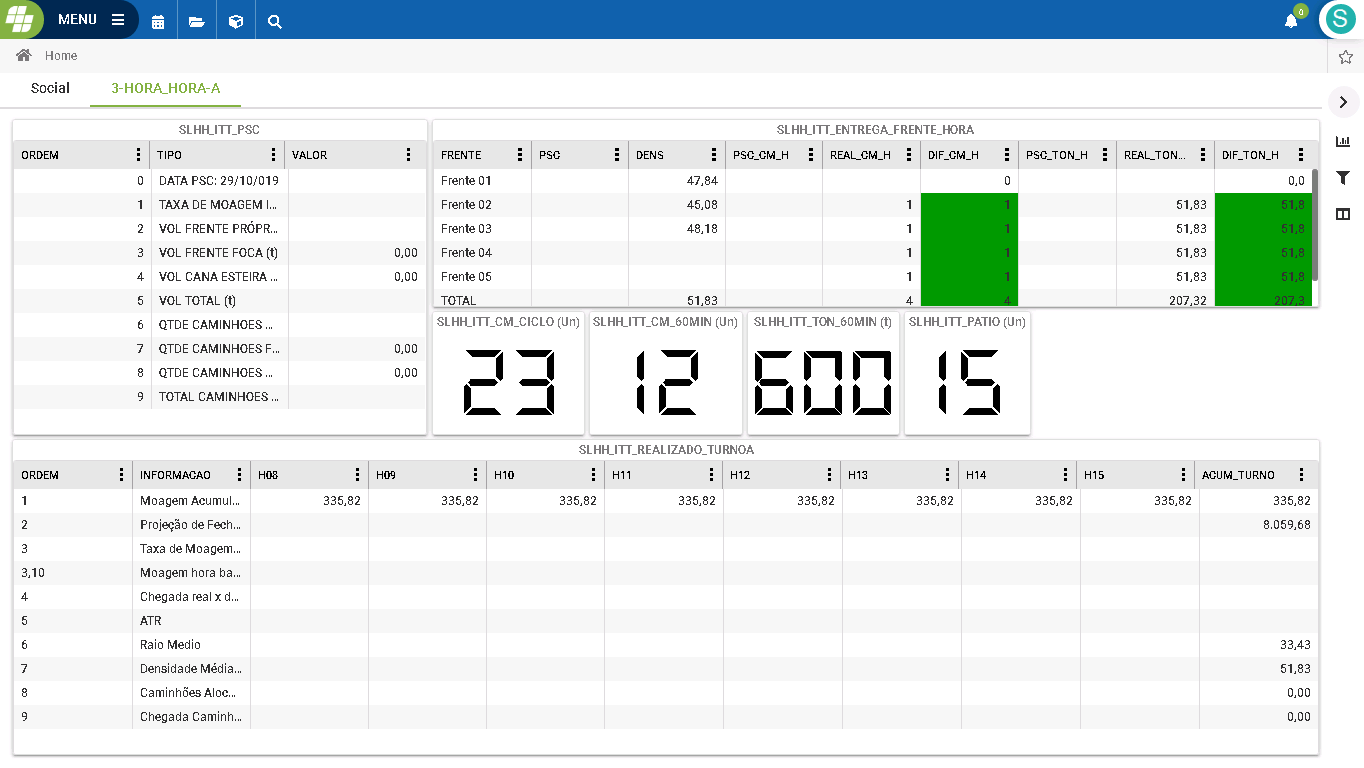 MENU
0
S
Home
Social 3-HORA_HORA-A
SLHH_ITT_PSC
ORDEM TIPO VALOR
0 DATA PSC: 29/10/019
1 TAXA DE MOAGEM I...
2 VOL FRENTE PRÓPR...
3 VOL FRENTE FOCA (t) 0,00
4 VOL CANA ESTEIRA ... 0,00
5 VOL TOTAL (t)
6 QTDE CAMINHOES ...
7 QTDE CAMINHOES F... 0,00
8 QTDE CAMINHOES ... 0,00
9 TOTAL CAMINHOES ...
SLHH_ITT_ENTREGA_FRENTE_HORA
FRENTE PSC DENS PSC_CM_H REAL_CM_H DIF_CM_H PSC_TON_H REAL_TON... DIF_TON_H
Frente 01 47,84 0 0,0
Frente 02 45,08 1 1 51,83 51,8
Frente 03 48,18 1 1 51,83 51,8
Frente 04 1 1 51,83 51,8
Frente 05 1 1 51,83 51,8
TOTAL 51,83 4 4 207,32 207,3
SLHH_ITT_CM_CICLO (Un) SLHH_ITT_CM_60MIN (Un) SLHH_ITT_TON_60MIN (t) SLHH_ITT_PATIO (Un)
23 12 600 15
SLHH_ITT_REALIZADO_TURNOA
ORDEM INFORMACAO H08 H09 H10 H11 H12 H13 H14 H15 ACUM_TURNO
1 Moagem Acumul... 335,82 335,82 335,82 335,82 335,82 335,82 335,82 335,82 335,82
2 Projeção de Fech... 8.059,68
3 Taxa de Moagem...
3,10 Moagem hora ba...
4 Chegada real x d...
5 ATR
6 Raio Medio 33,43
7 Densidade Média... 51,83
8 Caminhões Aloc... 0,00
9 Chegada Caminh... 0,00